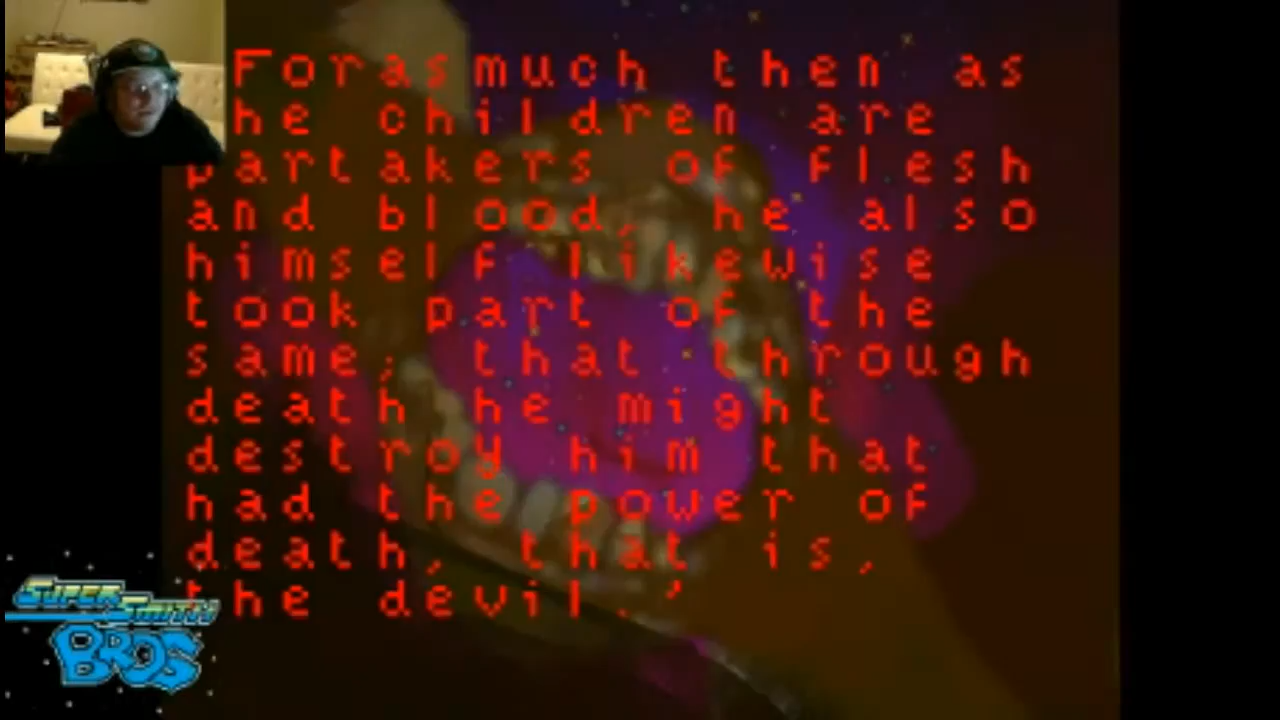 Forasmuch then as
he children are
partakers of flesh
and blood, he also
himself likewise
took part of the
same; that through
death he might
destroy him that
had the power of
death, that is,
the devil.’
SUPER SMITH
BROS